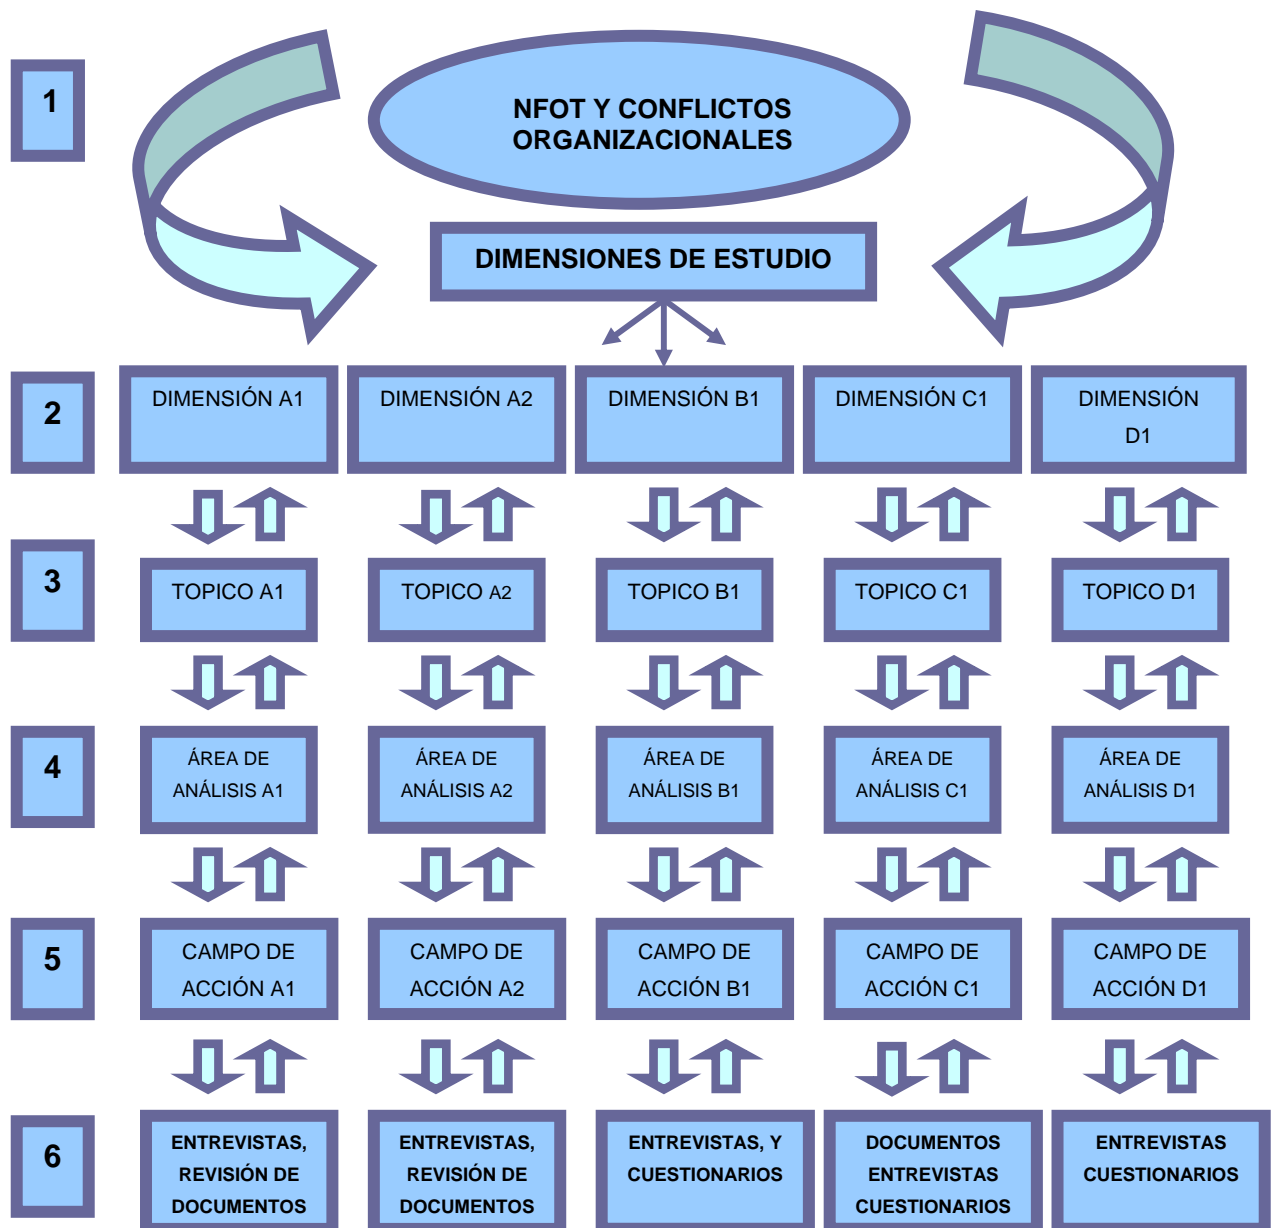 1
NFOT Y CONFLICTOS
ORGANIZACIONALES
DIMENSIONES DE ESTUDIO
2
DIMENSIÓN A1
DIMENSIÓN A2
DIMENSIÓN B1
DIMENSIÓN C1
DIMENSIÓN
D1
3
TOPICO A1
TOPICO A2
TOPICO B1
TOPICO C1
TOPICO D1
4
ÁREA DE
ANÁLISIS A1
ÁREA DE
ANÁLISIS A2
ÁREA DE
ANÁLISIS B1
ÁREA DE
ANÁLISIS C1
ÁREA DE
ANÁLISIS D1
5
CAMPO DE
ACCIÓN A1
CAMPO DE
ACCIÓN A2
CAMPO DE
ACCIÓN B1
CAMPO DE
ACCIÓN C1
CAMPO DE
ACCIÓN D1
6
ENTREVISTAS,
REVISIÓN DE
DOCUMENTOS
ENTREVISTAS,
REVISIÓN DE
DOCUMENTOS
ENTREVISTAS, Y
CUESTIONARIOS
DOCUMENTOS
ENTREVISTAS
CUESTIONARIOS
ENTREVISTAS
CUESTIONARIOS